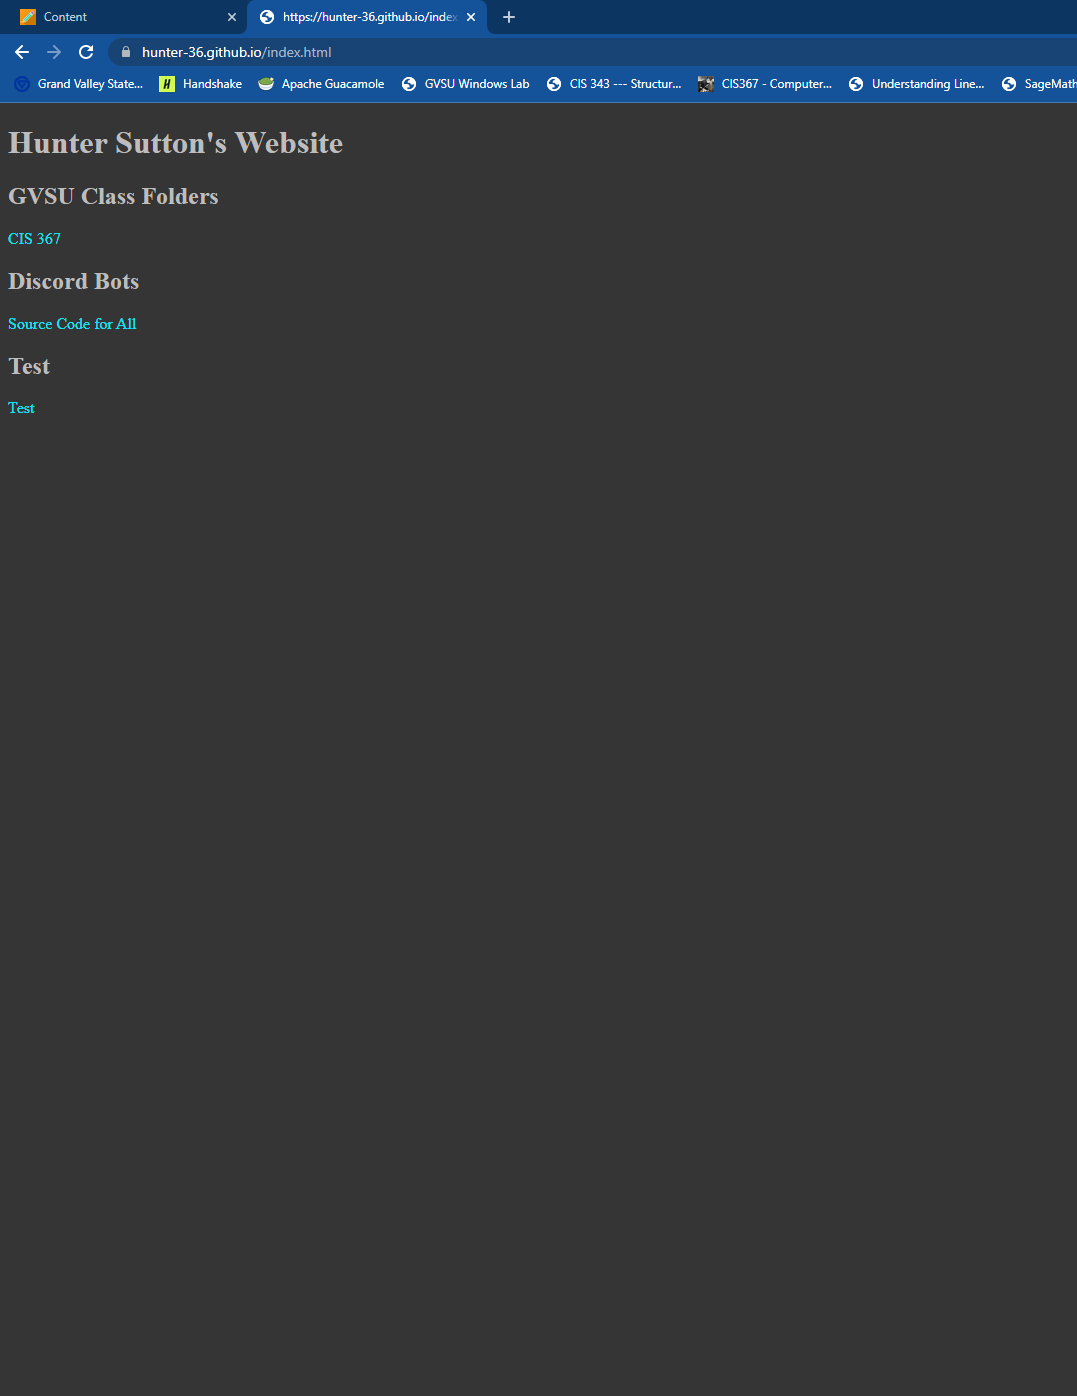 Content
https://hunter-36.github.io/index
hunter-36.github.io/index.html
Grand Valley State... Handshake Apache Guacamole GVSU Windows Lab CIS 343 --- Structur... CIS367 - Computer... Understanding Line... SageMath
Hunter Sutton's Website
GVSU Class Folders
CIS 367
Discord Bots
Source Code for All
Test
Test